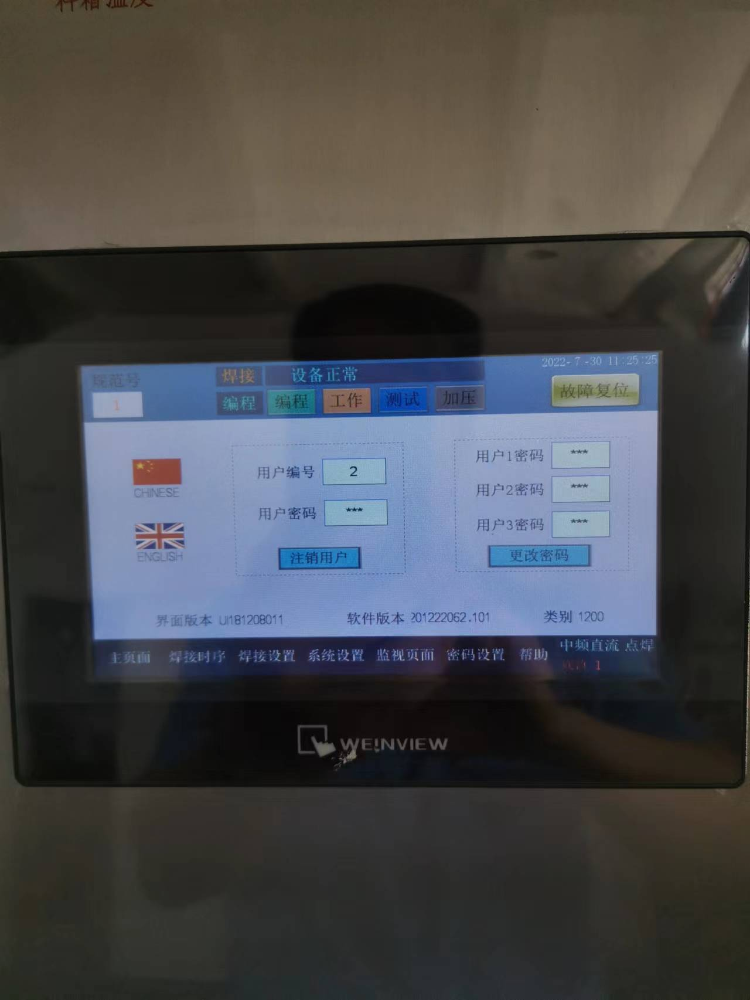 料箱温度
2022- 7 -30 11:25:25
规范号
焊接 设备正常
1
编程 编程 工作 测试 加压
故障复位
用户1密码 ***
CHINESE
用户编号 2
用户2密码 ***
用户密码 ***
用户3密码 ***
ENGLISH
注销用户
更改密码
界面版本 UI181208011
软件版本 201222062.101
类别 1200
主页面 焊接时序 焊接设置 系统设置 监视页面 密码设置 帮助
中频直流 点焊
1
WEINVIEW